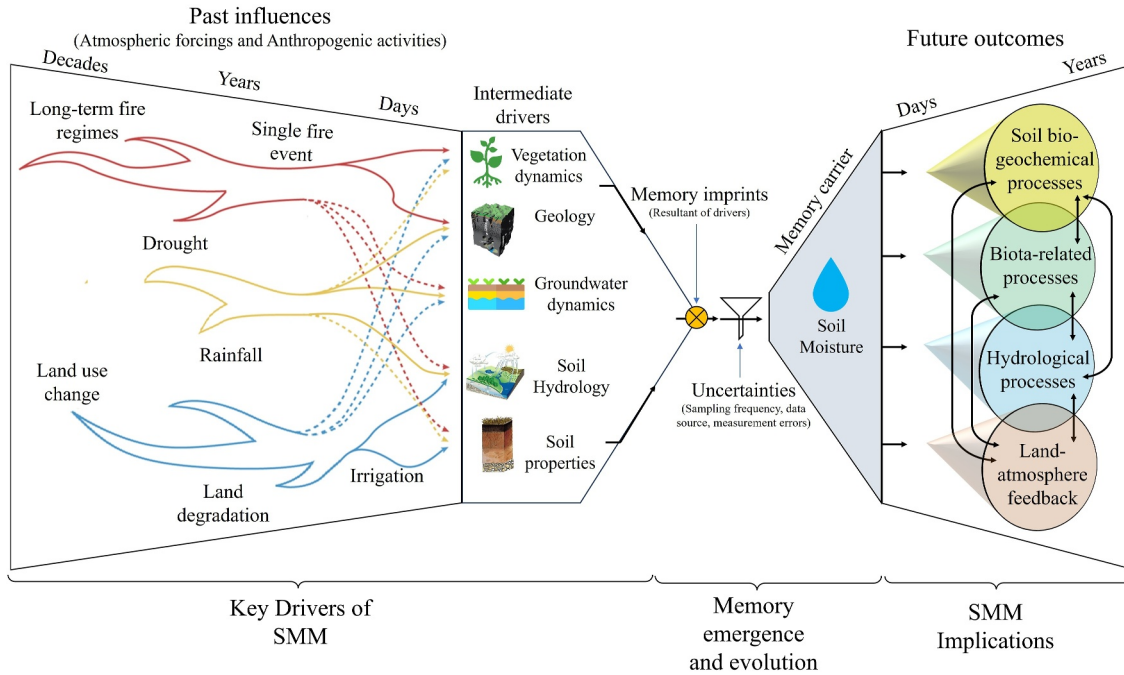 Past influences
(Atmospheric forcings and Anthropogenic activities)
Decades
Years
Days
Long-term fire
regimes
Single fire
event
Drought
Rainfall
Land use
change
Land
degradation
Irrigation
Intermediate
drivers
Vegetation
dynamics
Geology
Groundwater
dynamics
Soil
Hydrology
Soil
properties
Memory imprints
(Resultant of drivers)
Uncertainties
(Sampling frequency, data
source, measurement errors)
Memory carrier
Soil
Moisture
Future outcomes
Days
Years
Soil bio-
geochemical
processes
Biota-related
processes
Hydrological
processes
Land-
atmosphere
feedback
Key Drivers of
SMM
Memory
emergence
and evolution
SMM
Implications